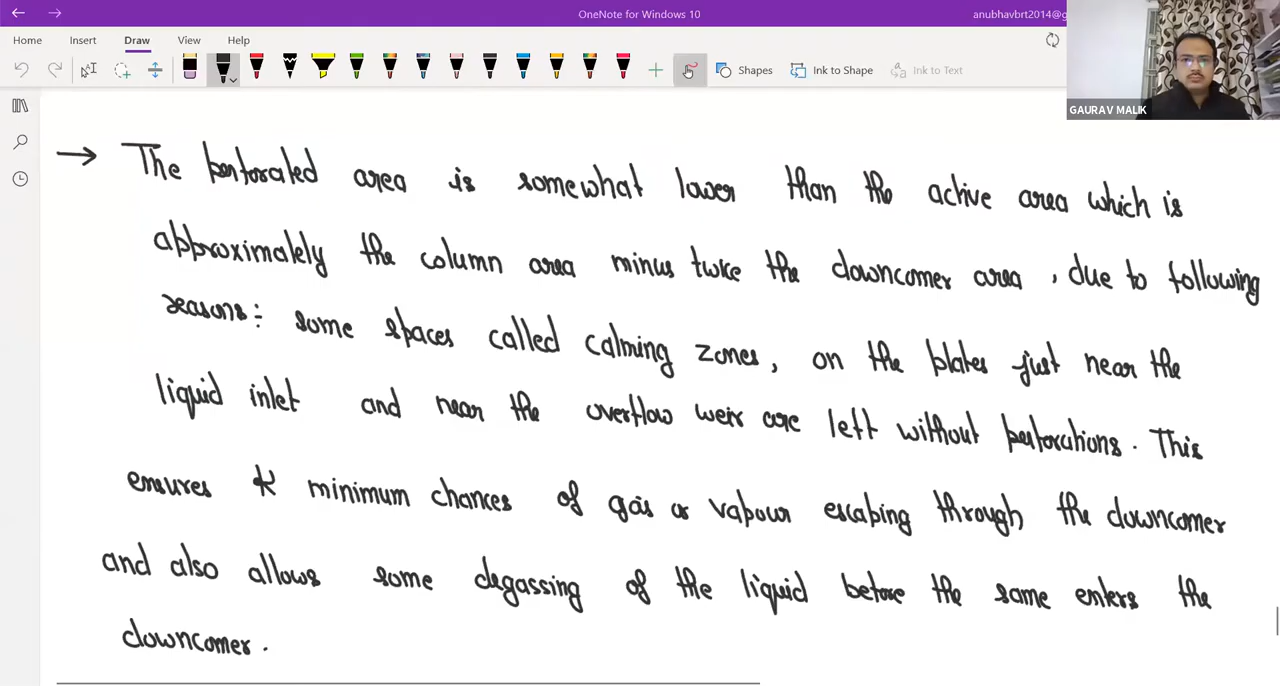 OneNote for Windows 10
anubhavbrt2014@g
Home Insert Draw View Help
Shapes Ink to Shape Ink to Text
GAURAV MALIK
→ The perforated area is somewhat lower than the active area which is
approximately the column area minus twice the downcomer area, due to following
reasons:- some spaces called calming zones, on the plates just near the
liquid inlet and near the overflow weir are left without perforations. This
ensures minimum chances of gas or vapour escaping through the downcomer
and also allows some degassing of the liquid before the same enters the
downcomer.